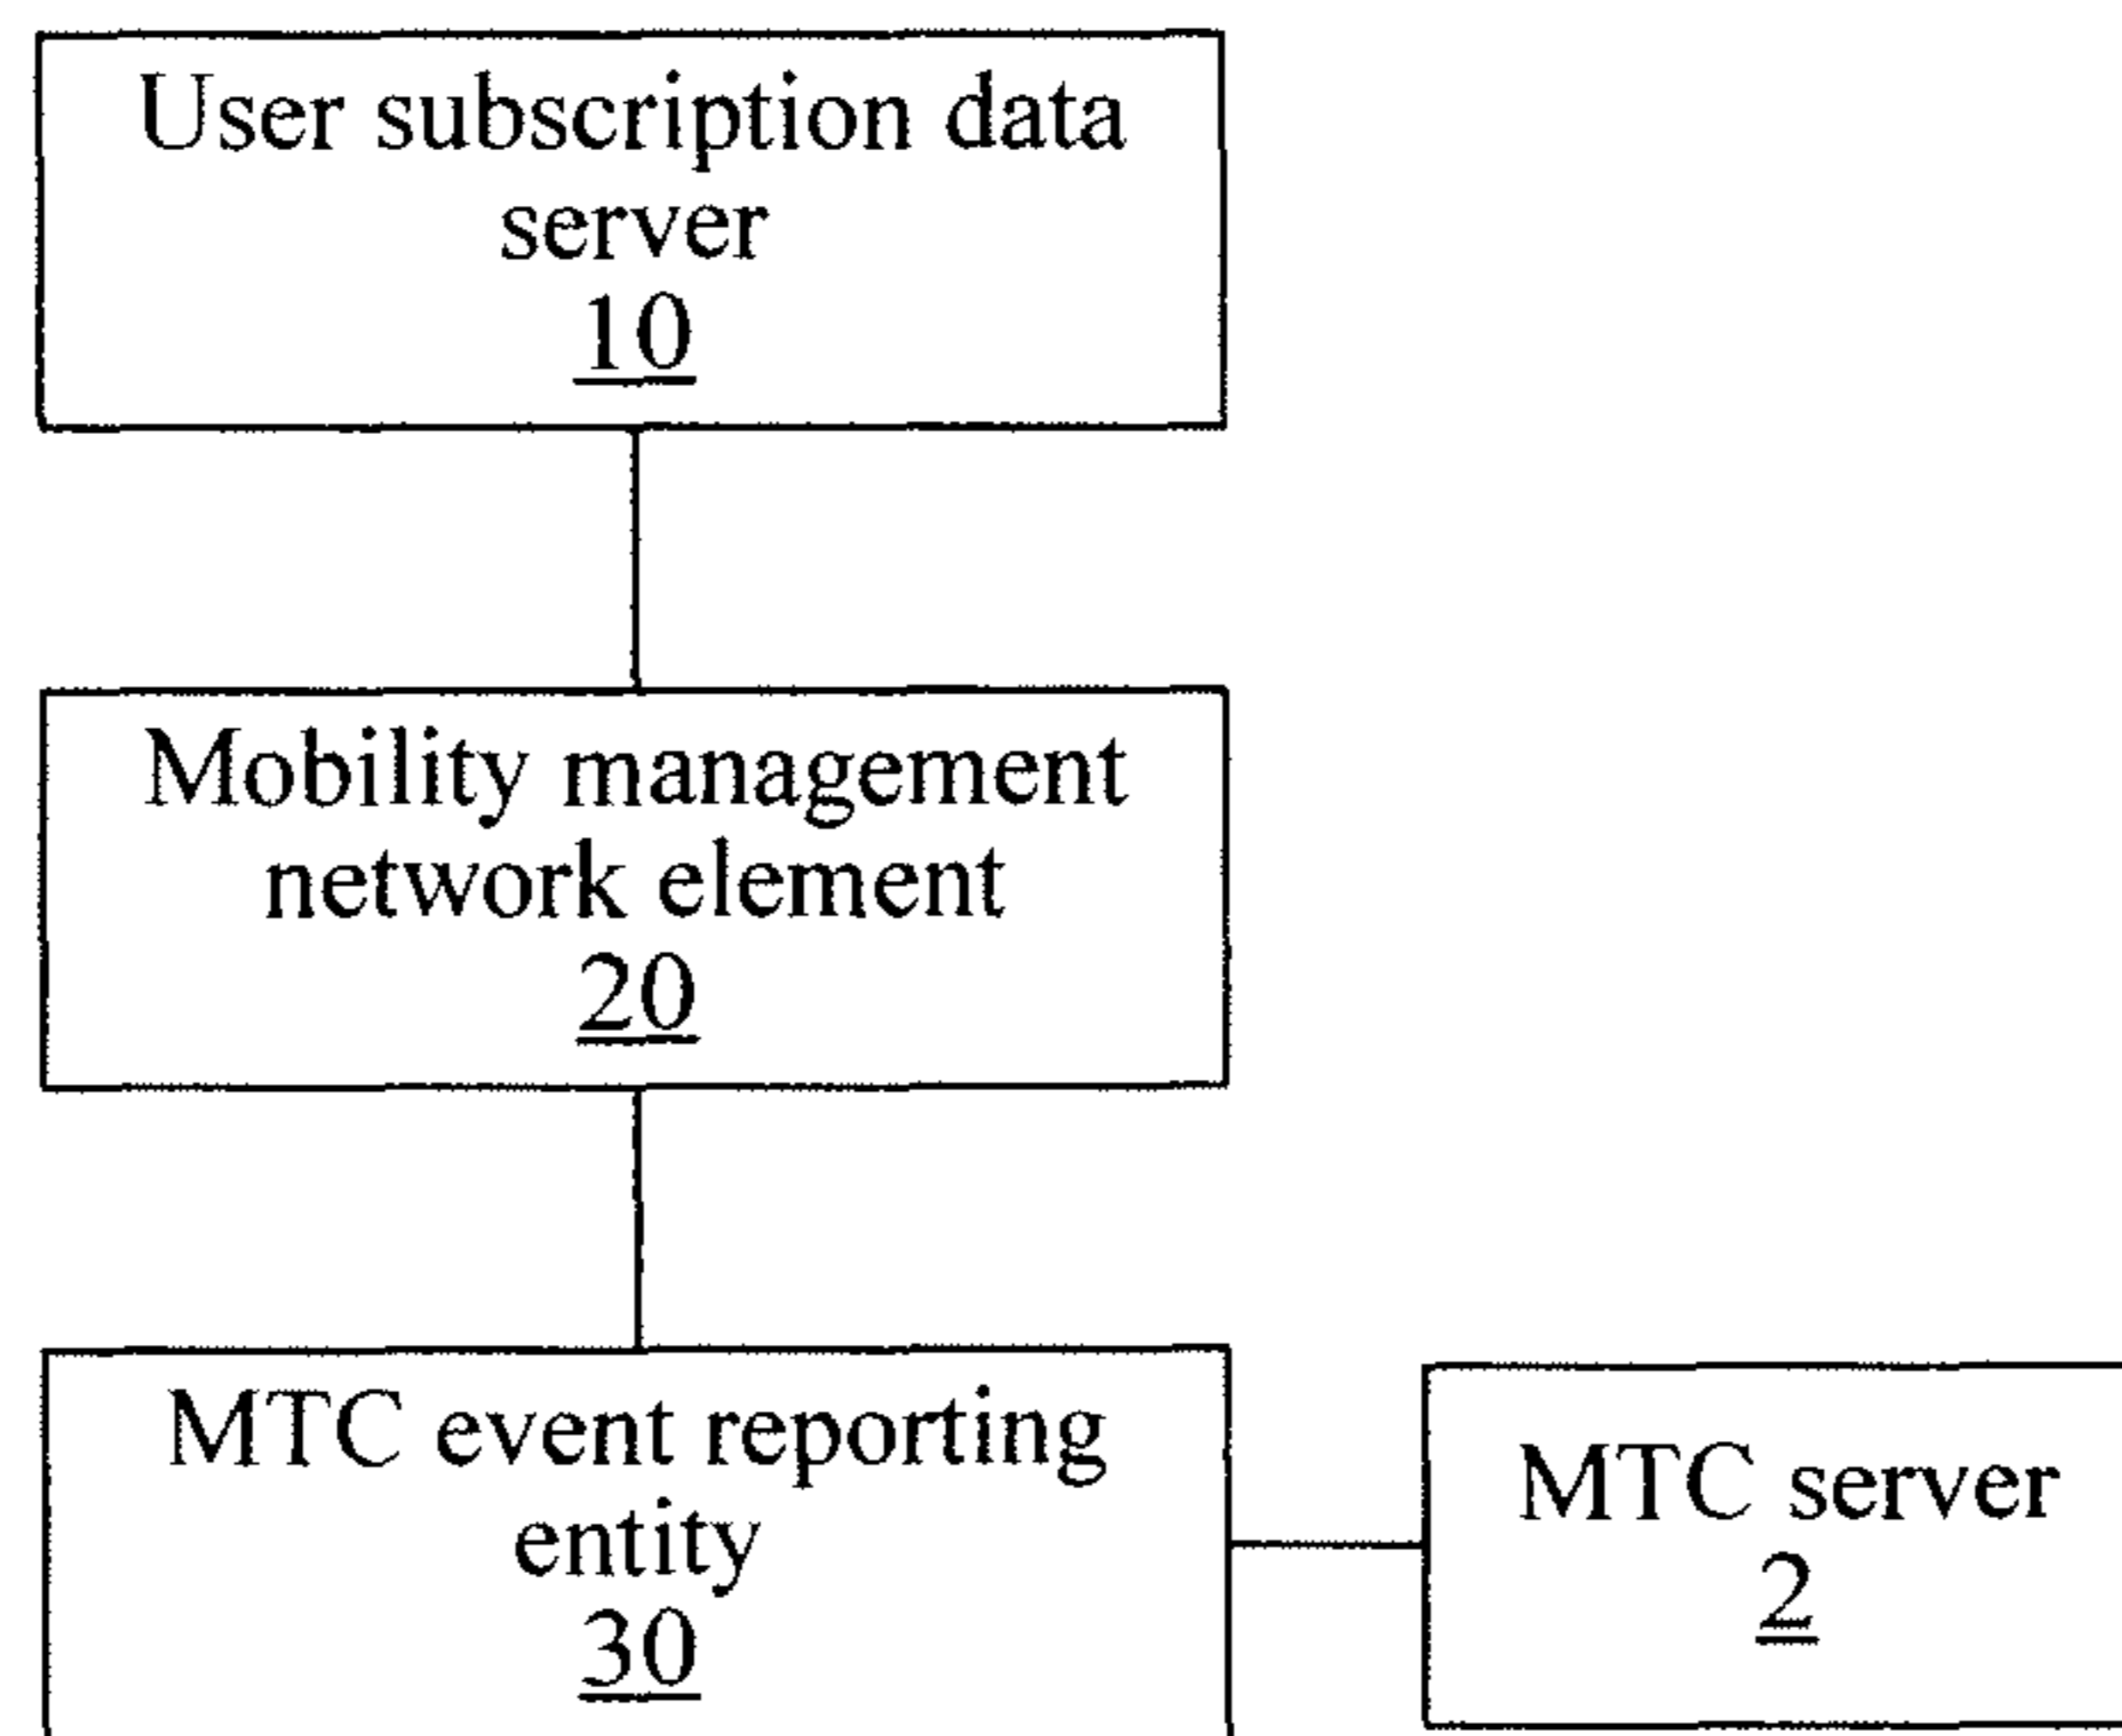 User subscription data
server
10
Mobility management
network element
20
MTC event reporting
entity
30
MTC server
2